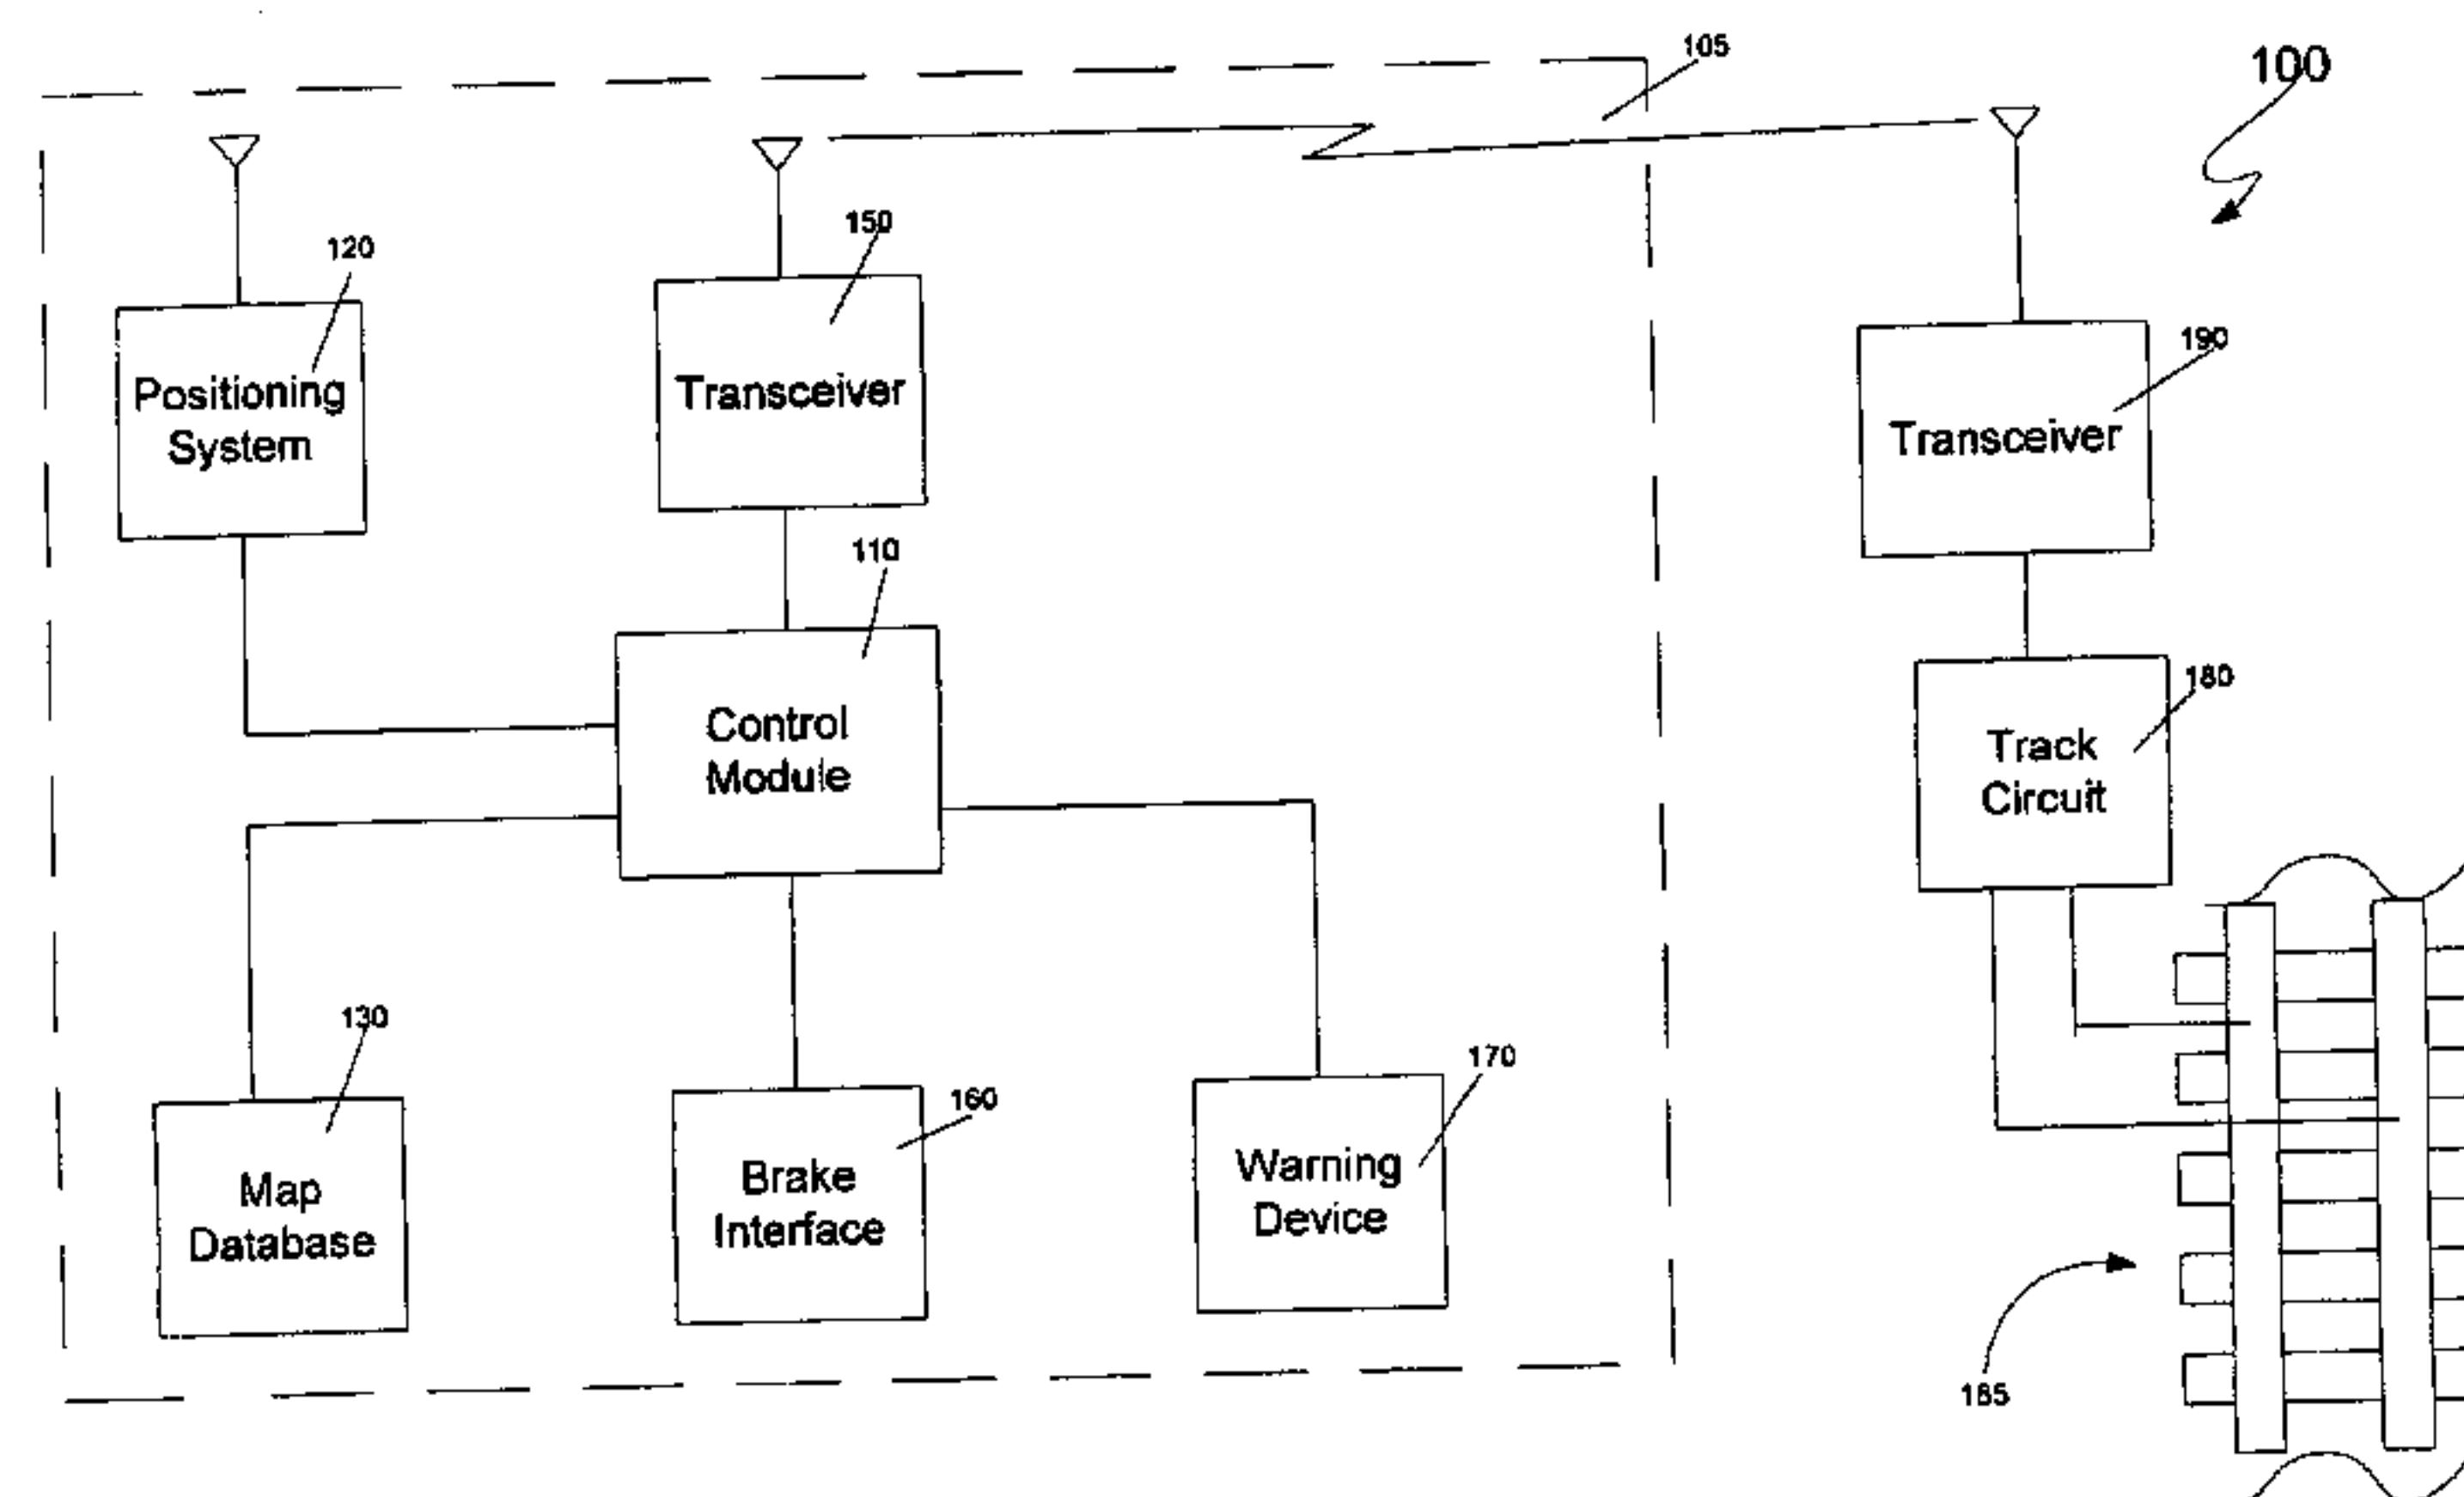 105
100
120
Positioning
System
150
Transceiver
190
Transceiver
110
Control
Module
180
Track
Circuit
130
Map
Database
160
Brake
Interface
170
Warning
Device
185